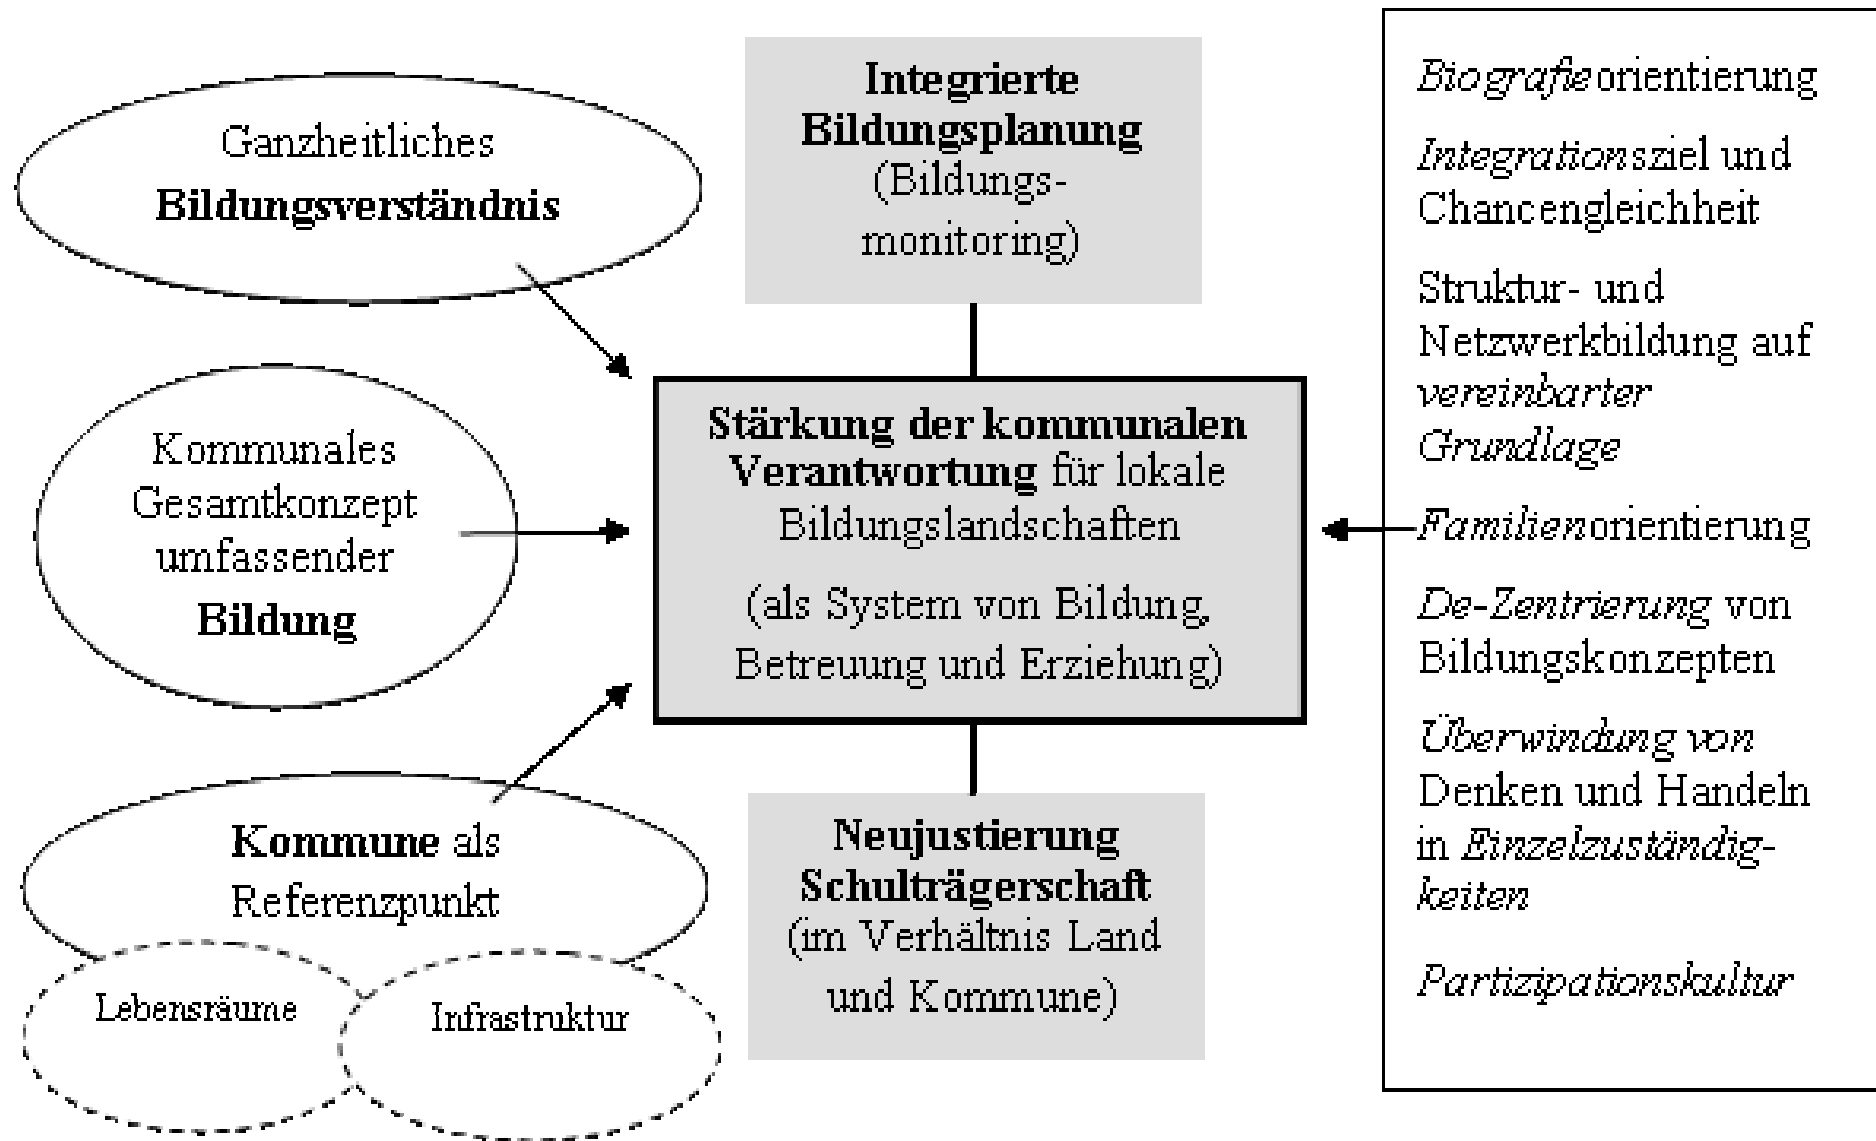 Ganzheitliches
Bildungsverständnis
Kommunales
Gesamtkonzept
umfassender
Bildung
Kommune als
Referenzpunkt
Lebensräume
Infrastruktur
Integrierte
Bildungsplanung
(Bildungs-
monitoring)
Stärkung der kommunalen
Verantwortung für lokale
Bildungslandschaften
(als System von Bildung,
Betreuung und Erziehung)
Neujustierung
Schulträgerschaft
(im Verhältnis Land
und Kommune)
Biografieorientierung
Integrationsziel und
Chancengleichheit
Struktur- und
Netzwerkbildung auf
vereinbarter
Grundlage
Familienorientierung
De-Zentrierung von
Bildungskonzepten
Überwindung von
Denken und Handeln
in Einzelzuständig-
keiten
Partizipationskultur